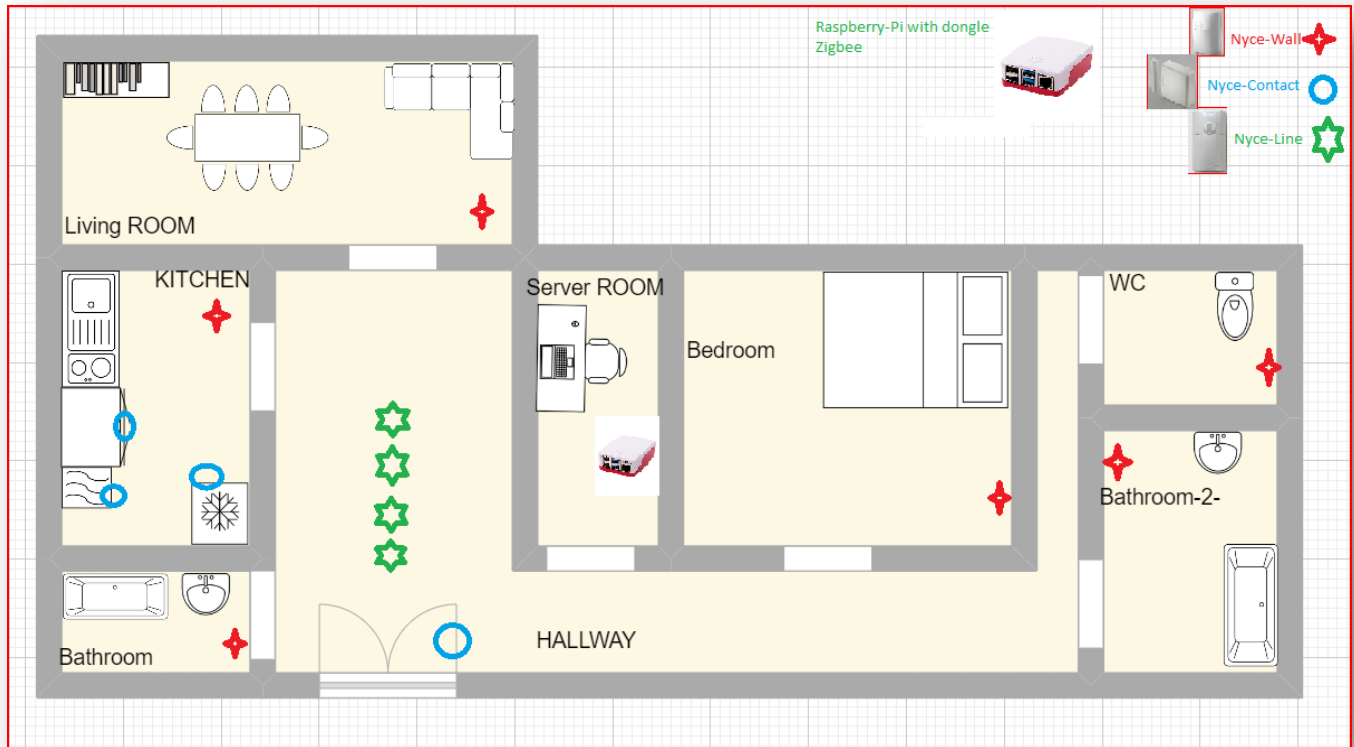 Raspberry-Pi with dongle
Zigbee
Nyce-Wall
Nyce-Contact
Nyce-Line
Living ROOM
KITCHEN
Server ROOM
WC
Bedroom
Bathroom-2-
HALLWAY
Bathroom